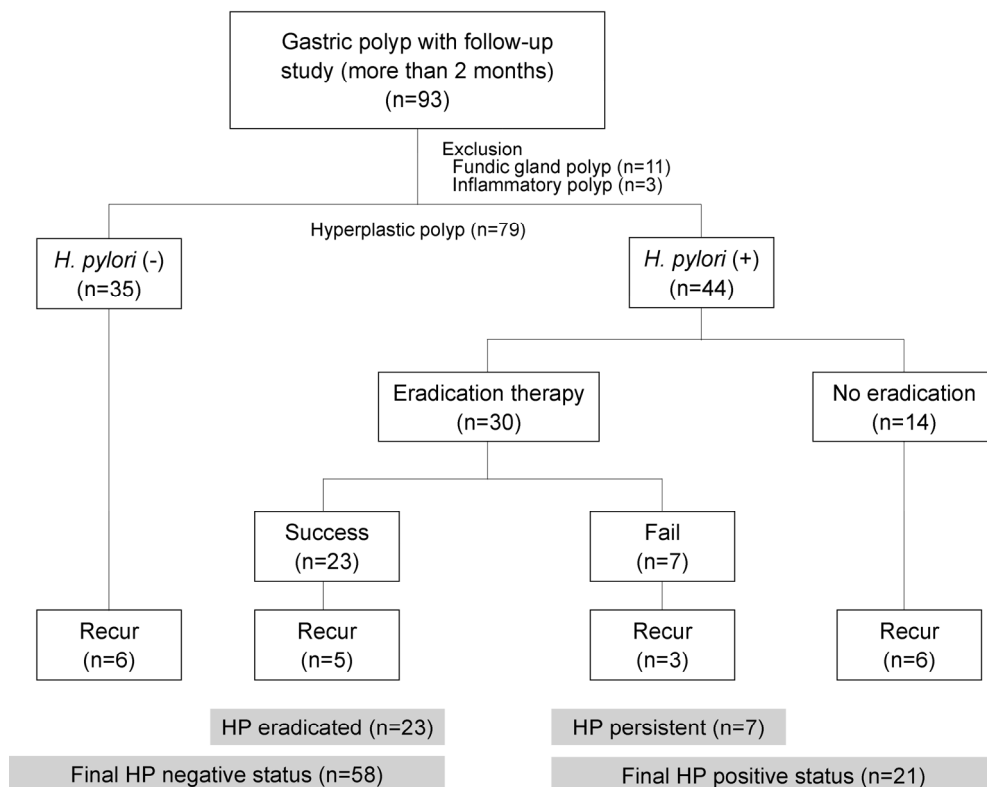 Gastric polyp with follow-up
study (more than 2 months)
(n=93)
Exclusion
Fundic gland polyp (n=11)
Inflammatory polyp (n=3)
Hyperplastic polyp (n=79)
H. pylori (-)
(n=35)
H. pylori (+)
(n=44)
Eradication therapy
(n=30)
No eradication
(n=14)
Success
(n=23)
Fail
(n=7)
Recur
(n=6)
Recur
(n=5)
Recur
(n=3)
Recur
(n=6)
HP eradicated (n=23)
HP persistent (n=7)
Final HP negative status (n=58)
Final HP positive status (n=21)